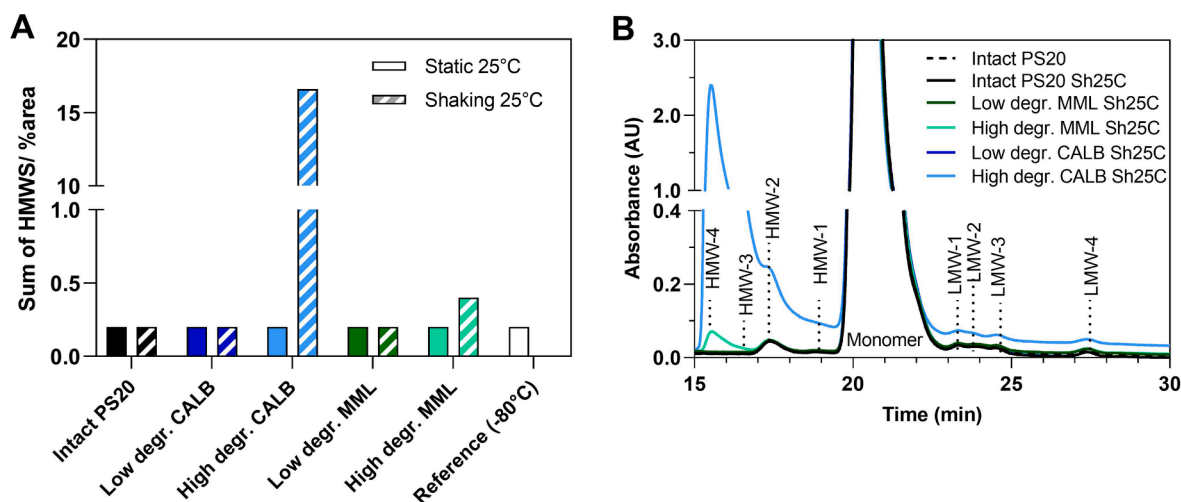 A
Sum of HMWS/ %area
20
15
10
1.0
0.5
0.0
Static 25°C
Shaking 25°C
Intact PS20
Low degr. CALB
High degr. CALB
Low degr. MML
High degr. MML
Reference (-80°C)
B
Absorbance (AU)
3.0
2.0
1.0
0.4
0.2
0.0
Intact PS20
Intact PS20 Sh25C
Low degr. MML Sh25C
High degr. MML Sh25C
Low degr. CALB Sh25C
High degr. CALB Sh25C
HMW-4
HMW-3
HMW-2
HMW-1
Monomer
LMW-1
LMW-2
LMW-3
LMW-4
15
20
25
30
Time (min)